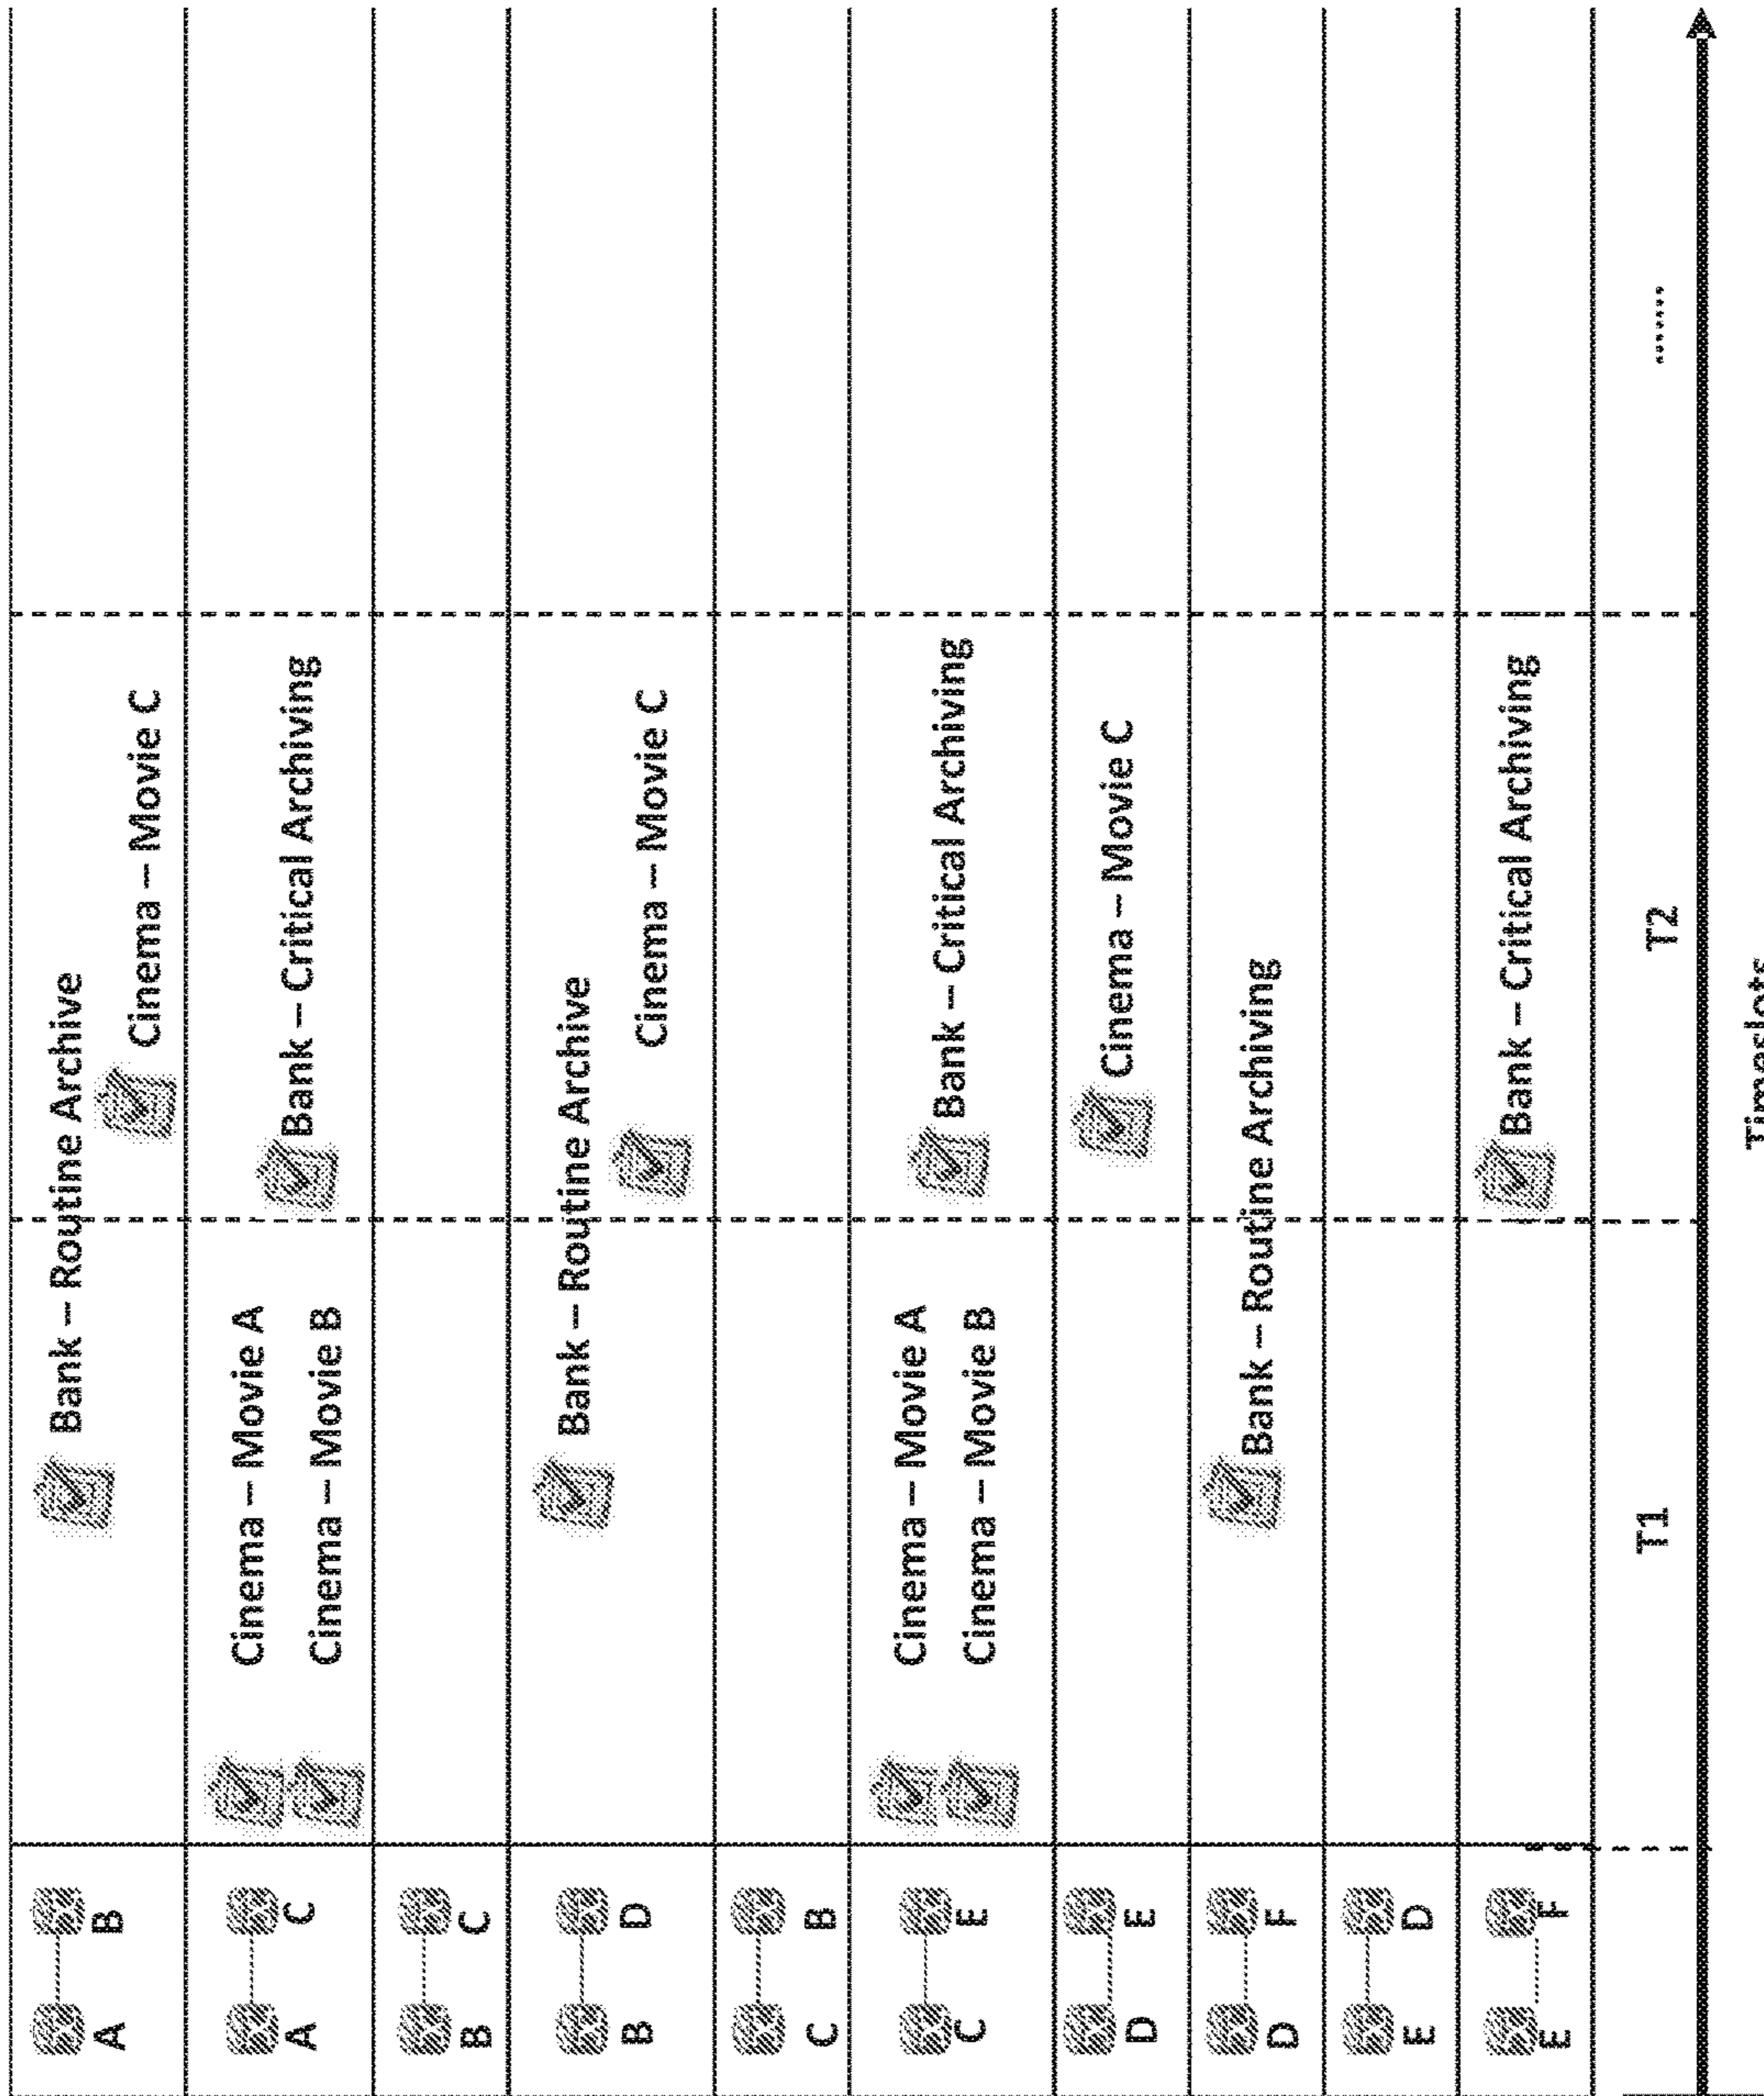 A B Bank – Routine Archive
Cinema – Movie C
A C Cinema – Movie A Bank – Critical Archiving
Cinema – Movie B
B C
B D Bank – Routine Archive
Cinema – Movie C
C B
C E Cinema – Movie A Bank – Critical Archiving
Cinema – Movie B
D E Cinema – Movie C
D F Bank – Routine Archiving
E D
E F Bank – Critical Archiving
T1 T2 .......
Timeslots